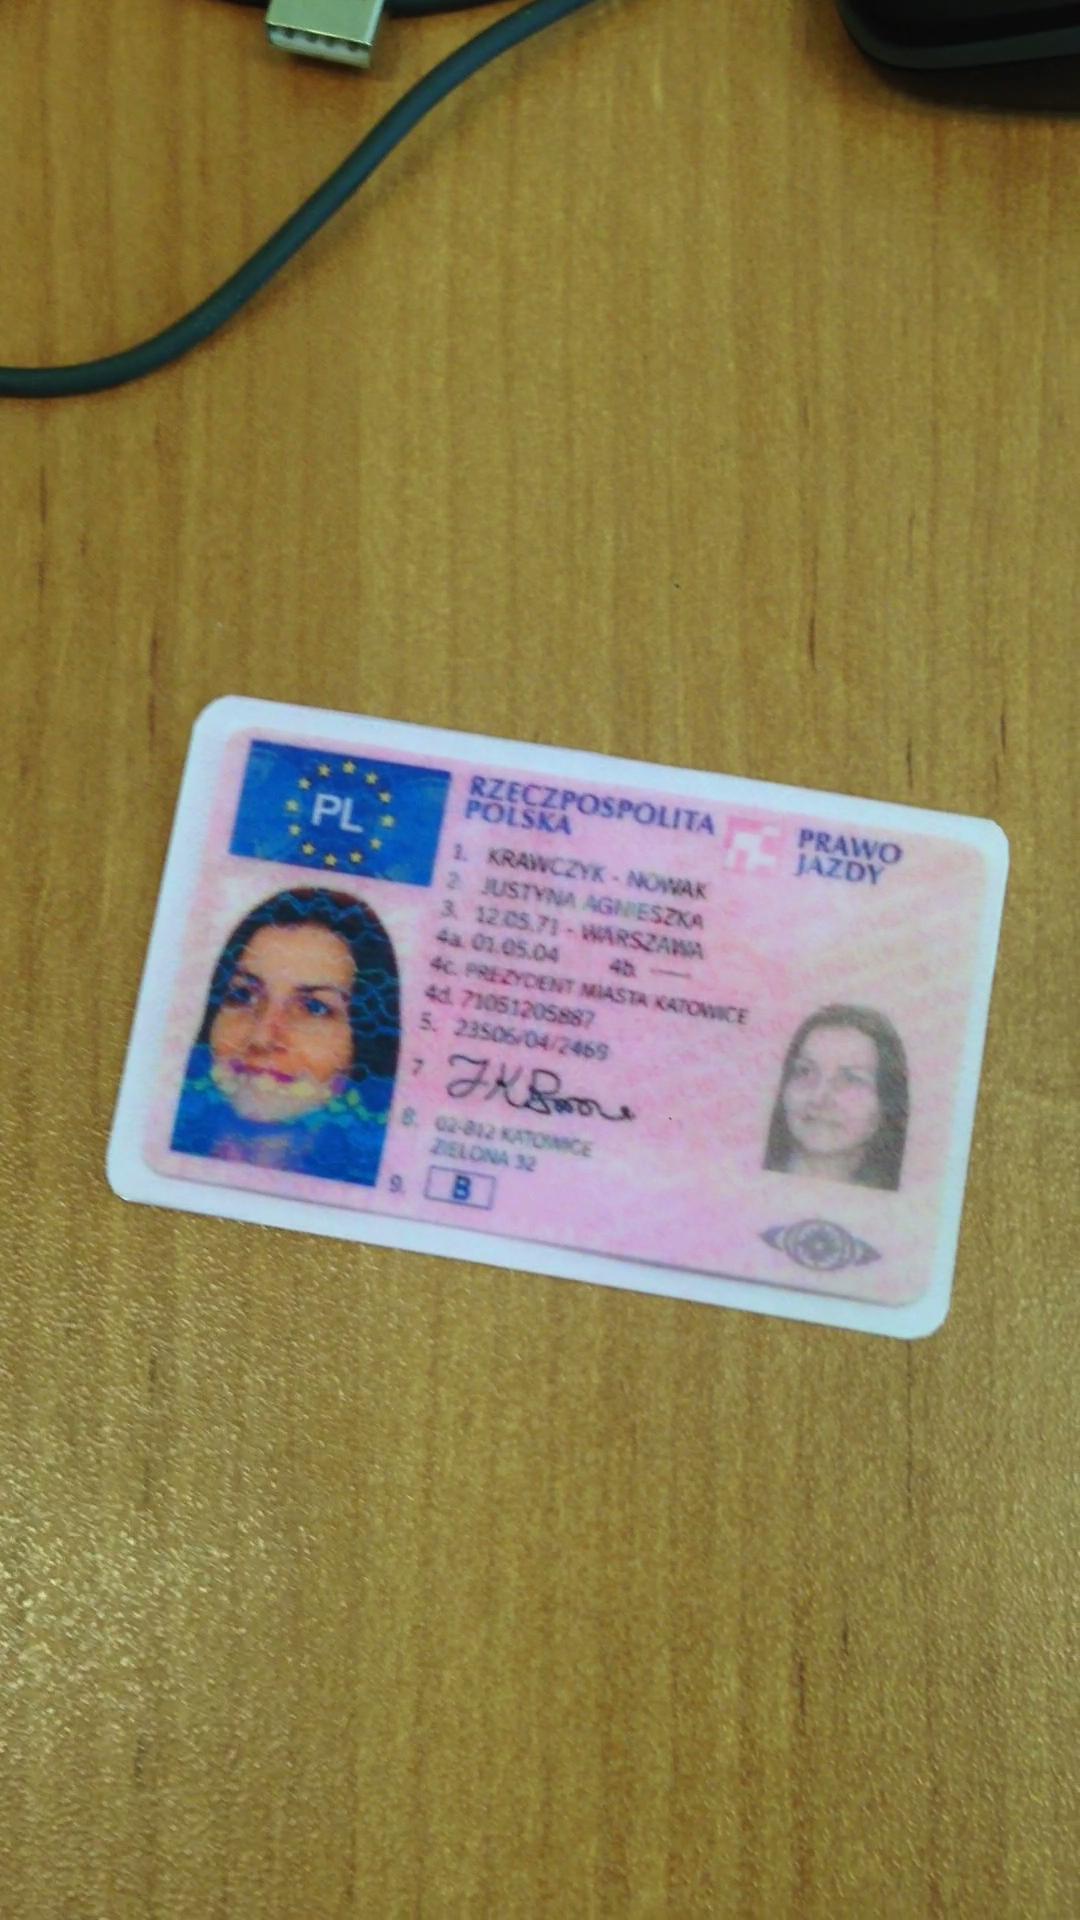 PL
RZECZPOSPOLITA POLSKA
PRAWO JAZDY
1. KRAWCZYK - NOWAK
2. JUSTYNA AGNIESZKA
3. 12.05.71 - WARSZAWA
4a. 01.05.04 4b. ——
4c. PREZYDENT MIASTA KATOWICE
4d. 71051205887
5. 23506/04/2469
7
8. 02-812 KATOWICE
ZIELONA 32
9. B